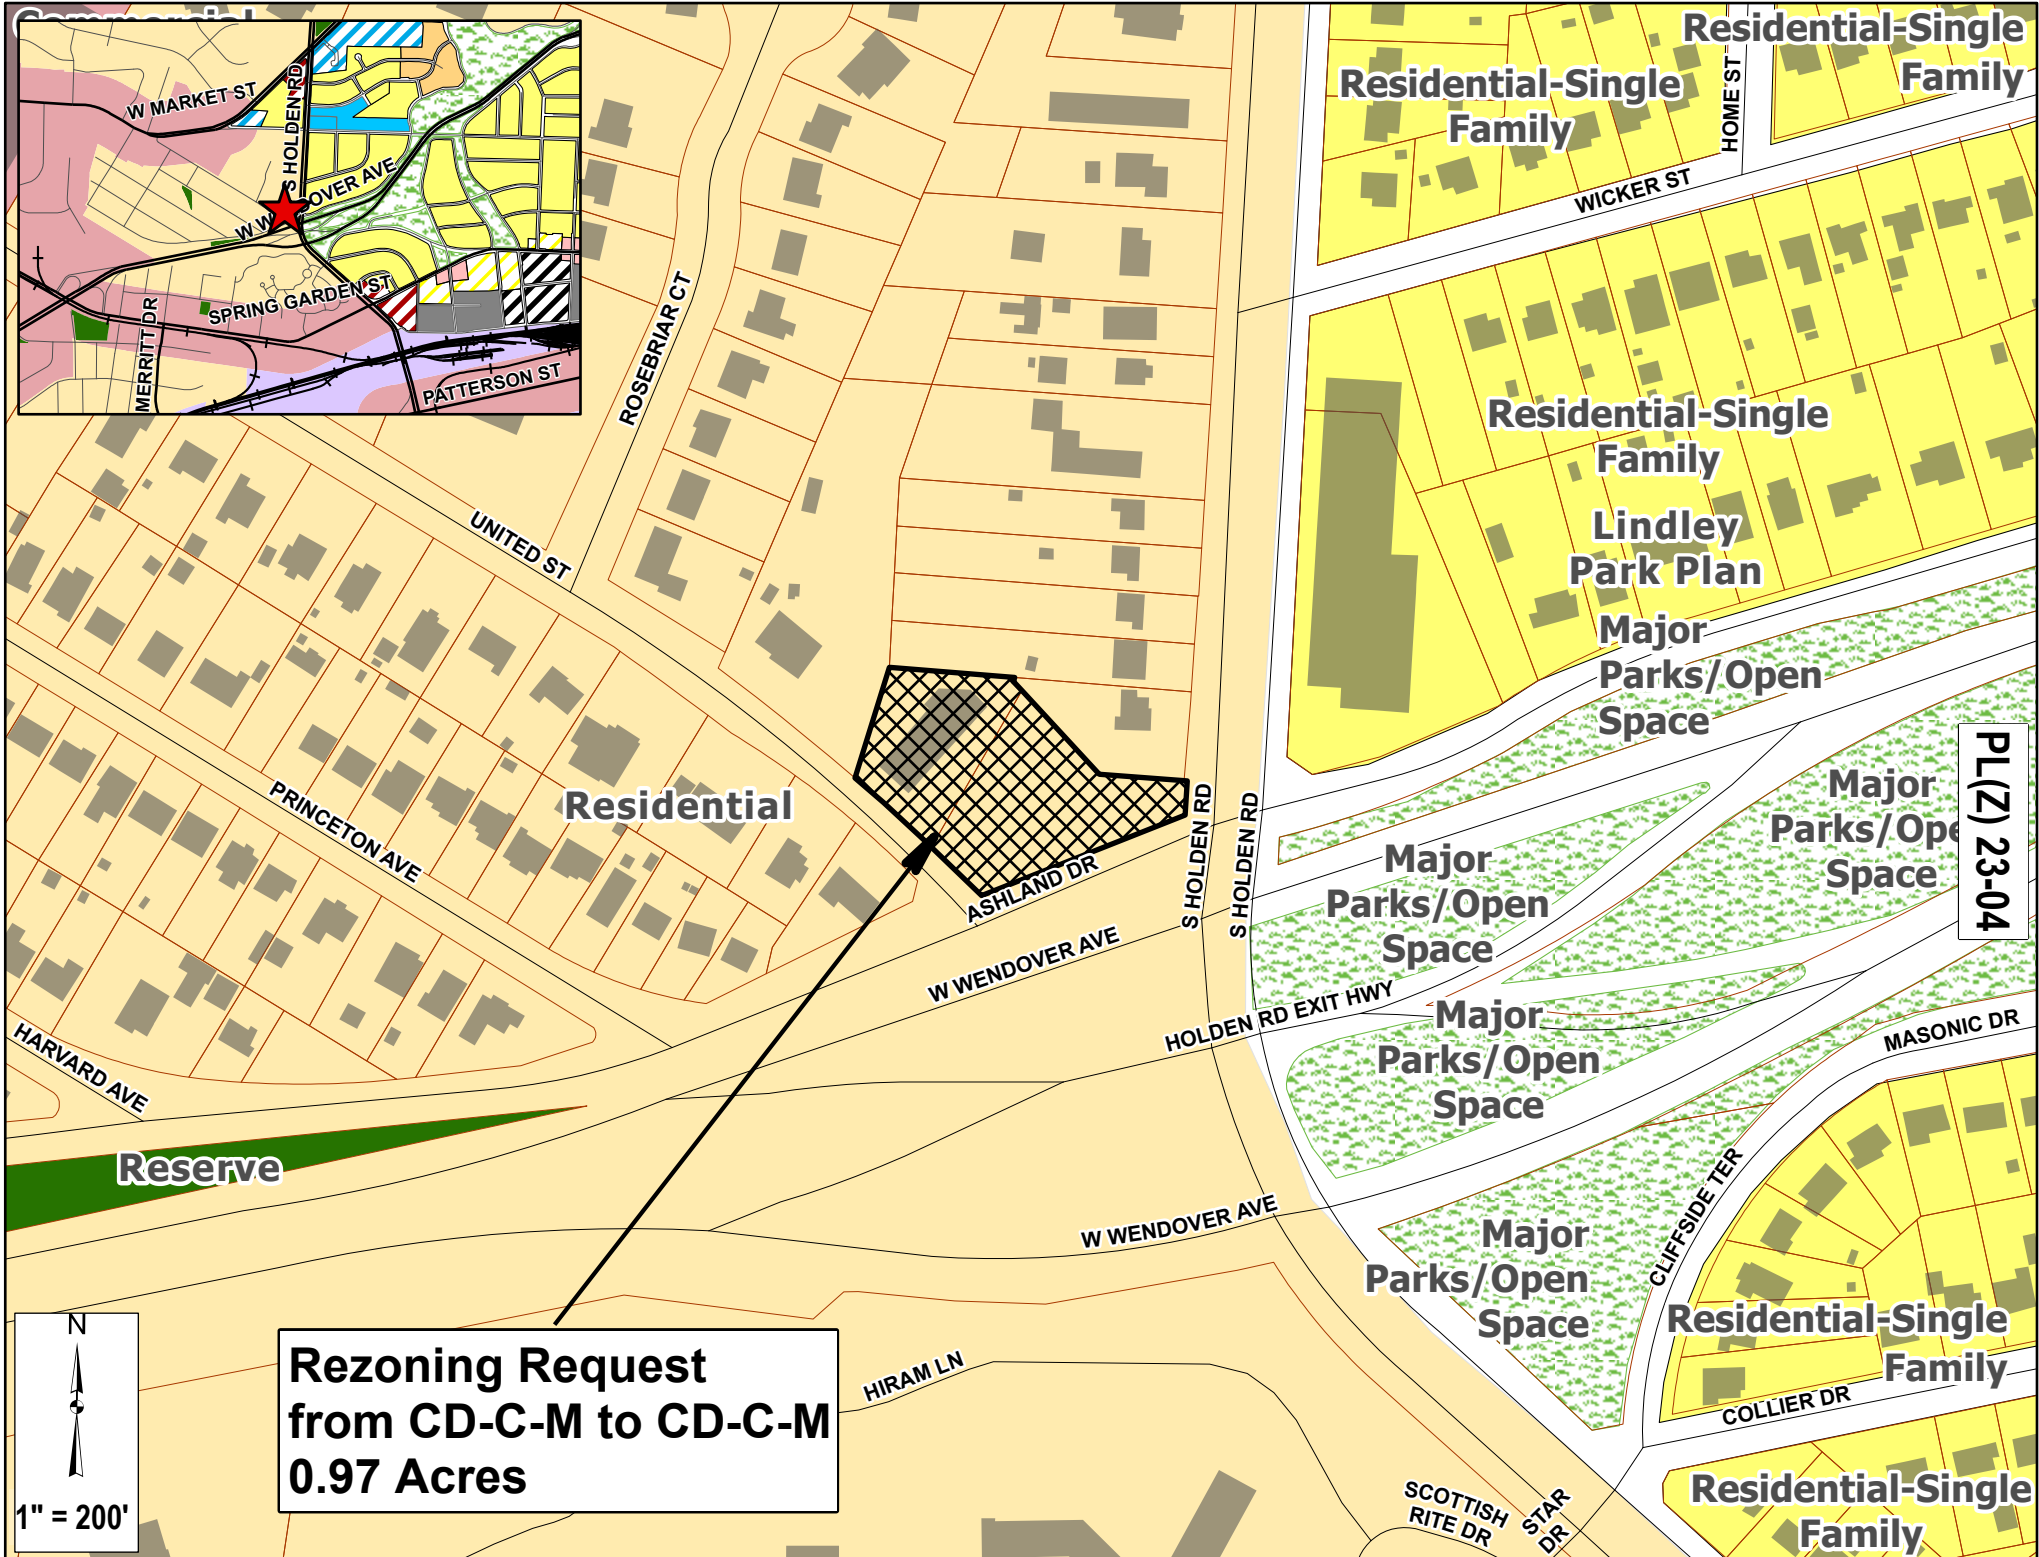 Commercial
W MARKET ST
S HOLDEN RD
SPRING GARDEN ST
MERRITT DR
PATTERSON ST
Residential-Single
Family
Residential-Single
Family
HOME ST
WICKER ST
ROSEBRIAR CT
UNITED ST
Residential-Single
Family
Lindley
Park Plan
Major
Parks/Open
Space
PL(Z) 23-04
Major
Space
PRINCETON AVE
Residential
ASHLAND DR
S HOLDEN RD
S HOLDEN RD
Major
Parks/Open
Space
W WENDOVER AVE
HOLDEN RD EXIT HWY
Major
Parks/Open
Space
MASONIC DR
HARVARD AVE
Reserve
W WENDOVER AVE
CLIFFSIDE TER
Major
Parks/Open
Space
Residential-Single
Family
COLLIER DR
HIRAM LN
N
1" = 200'
Rezoning Request
from CD-C-M to CD-C-M
0.97 Acres
SCOTTISH
RITE DR
STAR
DR
Residential-Single
Family